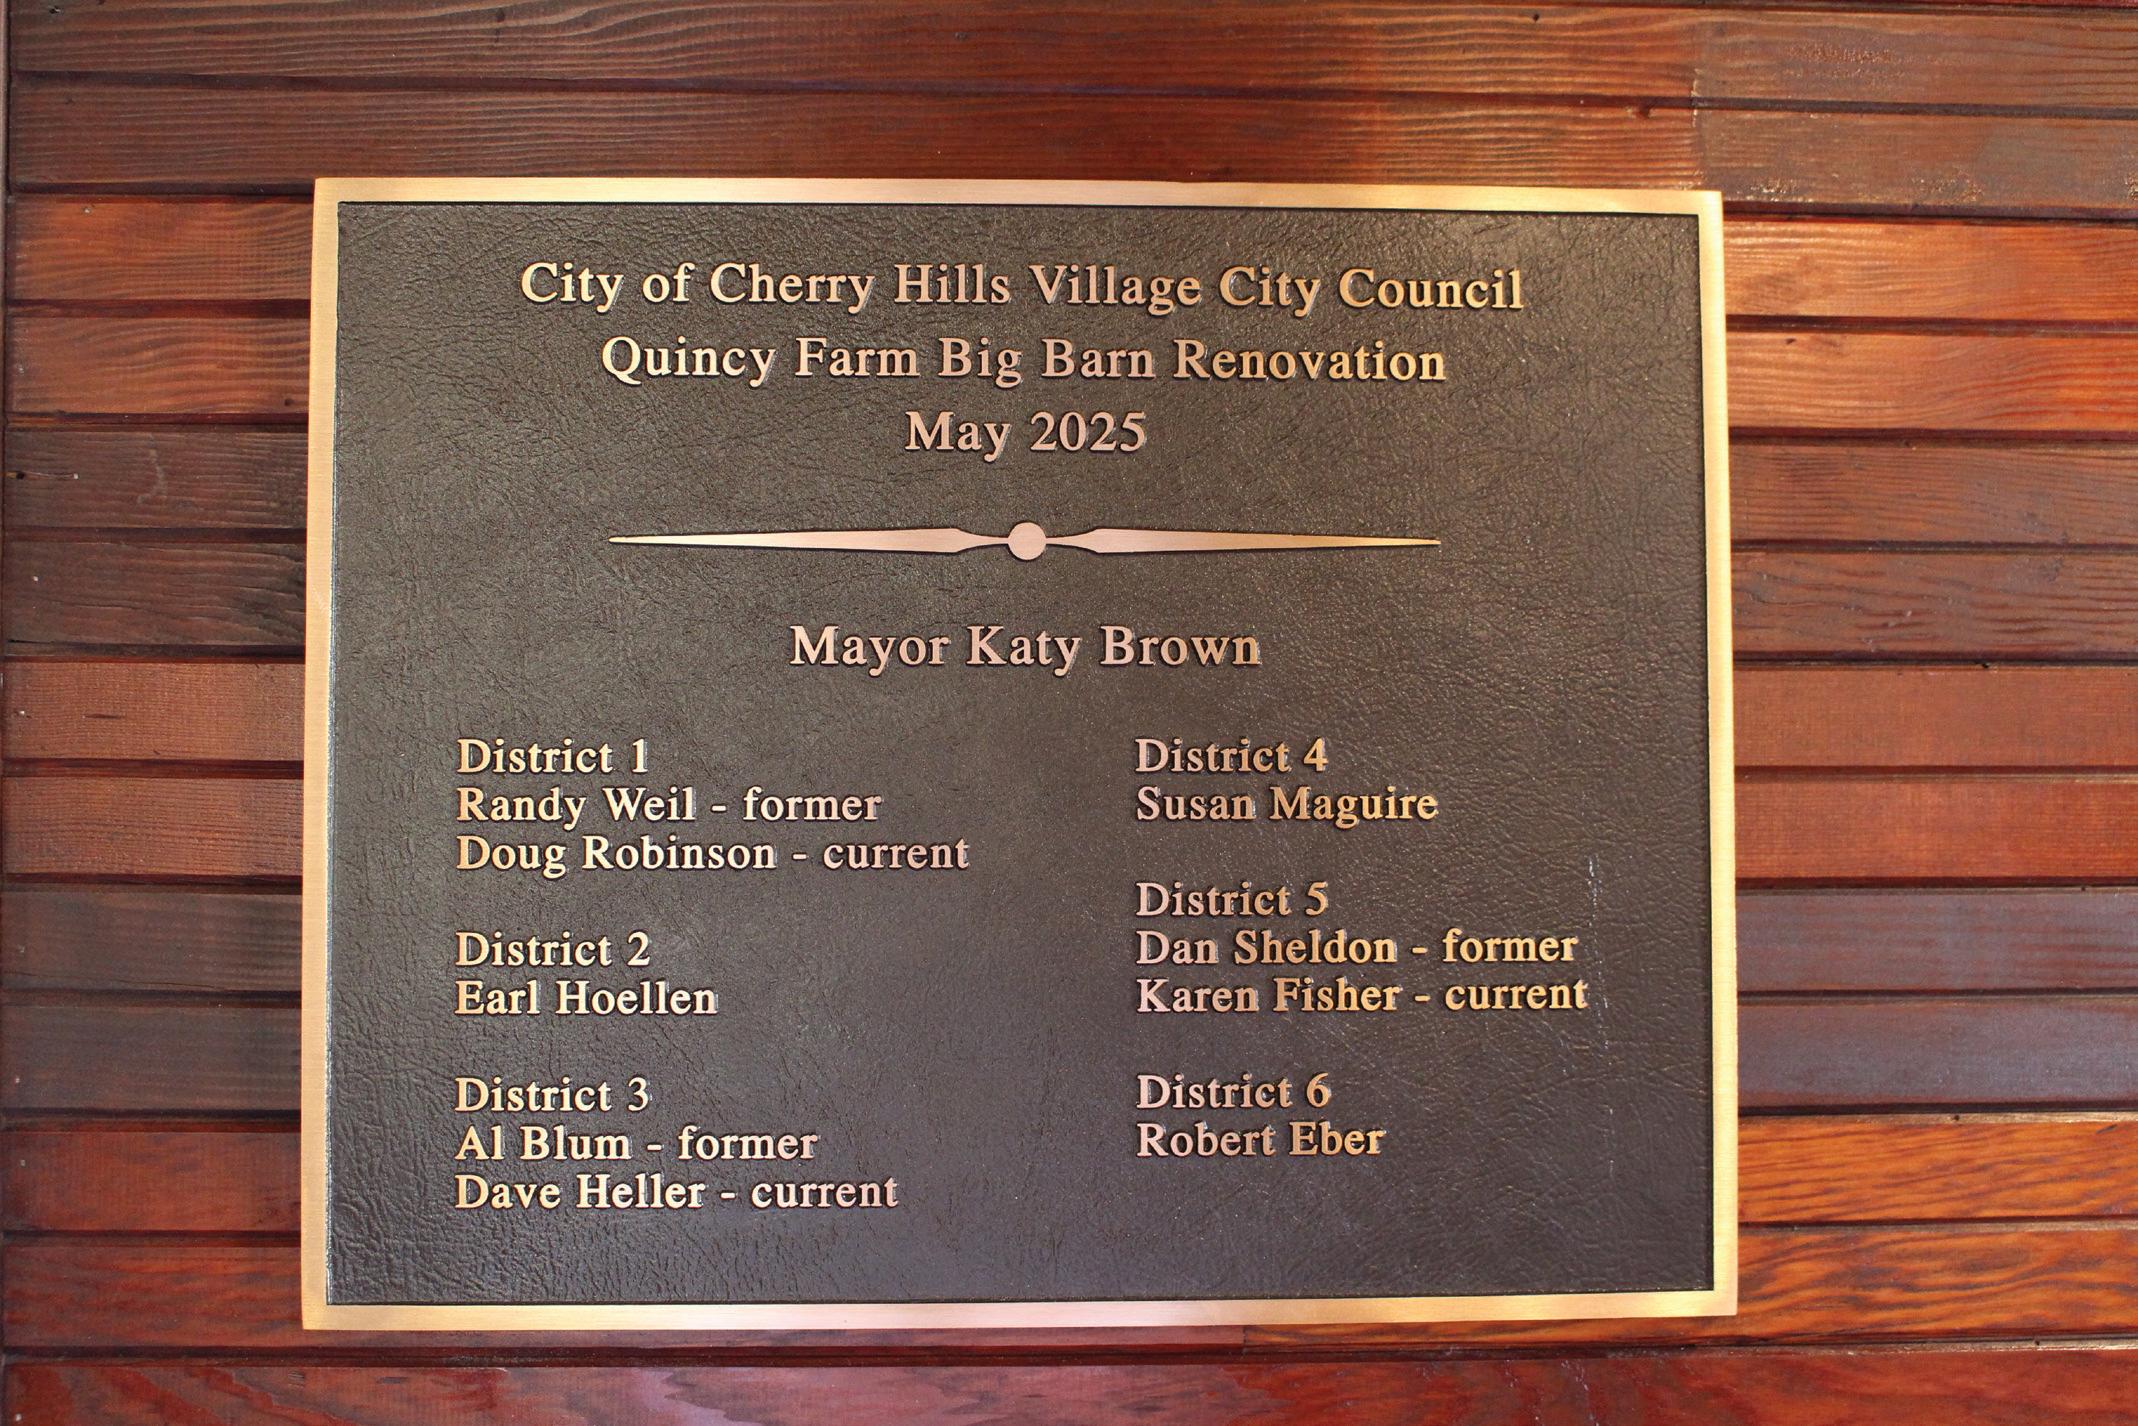 City of Cherry Hills Village City Council
Quincy Farm Big Barn Renovation
May 2025
Mayor Katy Brown
District 1
Randy Weil - former
Doug Robinson - current
District 2
Earl Hoellen
District 3
Al Blum - former
Dave Heller - current
District 4
Susan Maguire
District 5
Dan Sheldon - former
Karen Fisher - current
District 6
Robert Eber